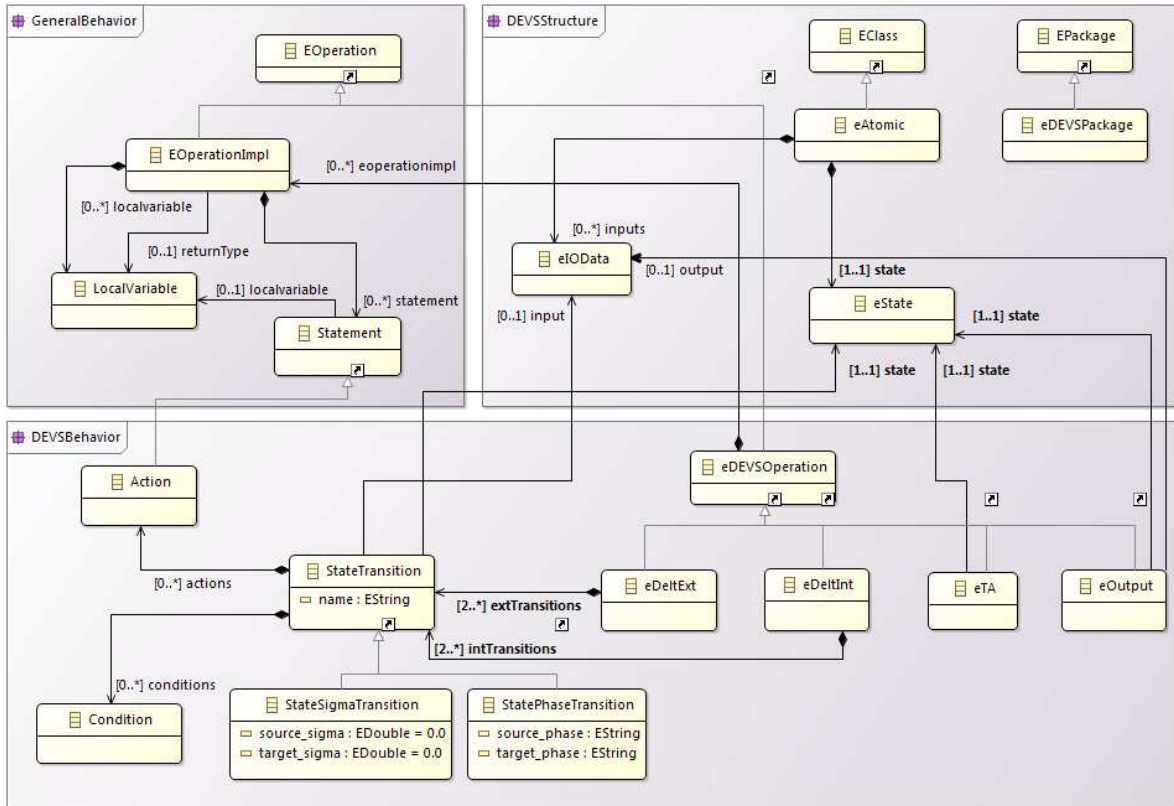 GeneralBehavior
EOperation
EOperationImpl
[0..*] eoperationimpl
[0..*] localvariable
[0..1] returnType
LocalVariable
[0..1] localvariable
[0..*] statement
Statement
DEVSStructure
EClass
EPackage
eAtomic
eDEVSPackage
[0..*] inputs
eIOData
[0..1] output
[1..1] state
[0..1] input
eState
[1..1] state
[1..1] state
[1..1] state
DEVSBehavior
Action
eDEVSOperation
[0..*] actions
StateTransition
name : EString
[2..*] extTransitions
eDeltExt
eDeltInt
eTA
eOutput
[2..*] intTransitions
[0..*] conditions
Condition
StateSigmaTransition
source_sigma : EDouble = 0.0
target_sigma : EDouble = 0.0
StatePhaseTransition
source_phase : EString
target_phase : EString